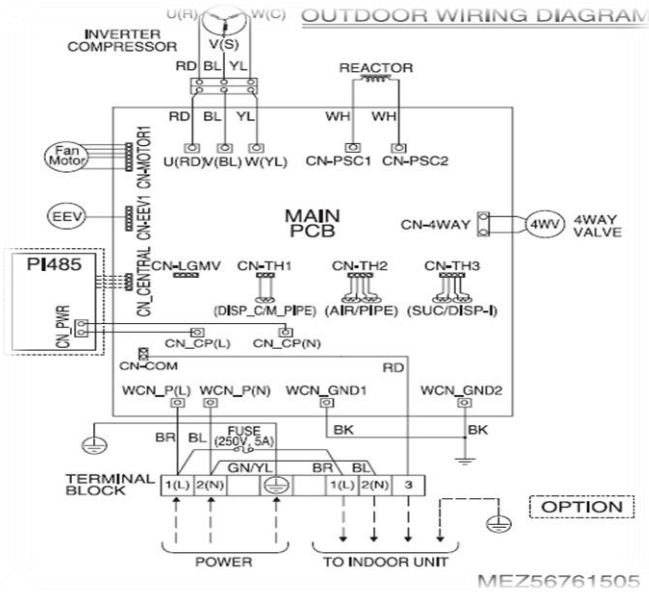 OUTDOOR WIRING DIAGRAM
U(R) W(C)
V(S)
INVERTER
COMPRESSOR
RD BL YL
REACTOR
RD BL YL
WH WH
U(RD) V(BL) W(YL)
CN-PSC1 CN-PSC2
Fan
Motor
CN-MOTOR1
EEV
CN-EEV1
MAIN
PCB
CN-4WAY
4WV
4WAY
VALVE
PI485
CN_PWR
CN_CENTRAL
CN-LGMV
CN-TH1
CN-TH2
CN-TH3
(DISP_C/M_PIPE)
(AIR/PIPE)
(SUC/DISP-I)
CN_CP(L)
CN_CP(N)
CN-COM
RD
WCN_P(L)
WCN_P(N)
WCN_GND1
WCN_GND2
BR BL
FUSE
(250V, 5A)
BK
BK
GN/YL
BR BL
TERMINAL
BLOCK
1(L) 2(N) 1(L) 2(N) 3
OPTION
POWER
TO INDOOR UNIT
MEZ56761505